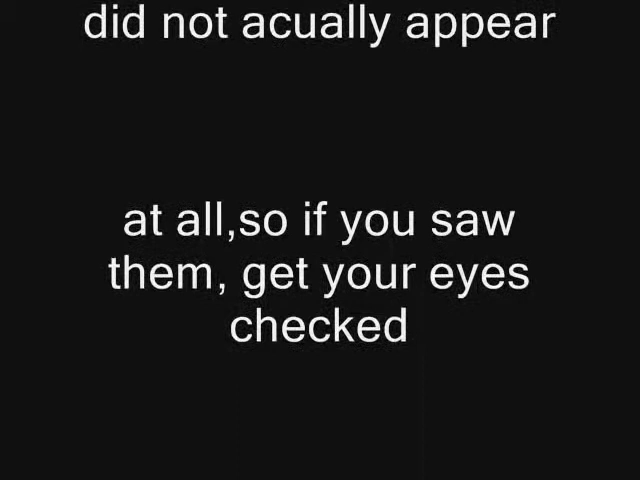 did not acually appear
at all,so if you saw
them, get your eyes
checked